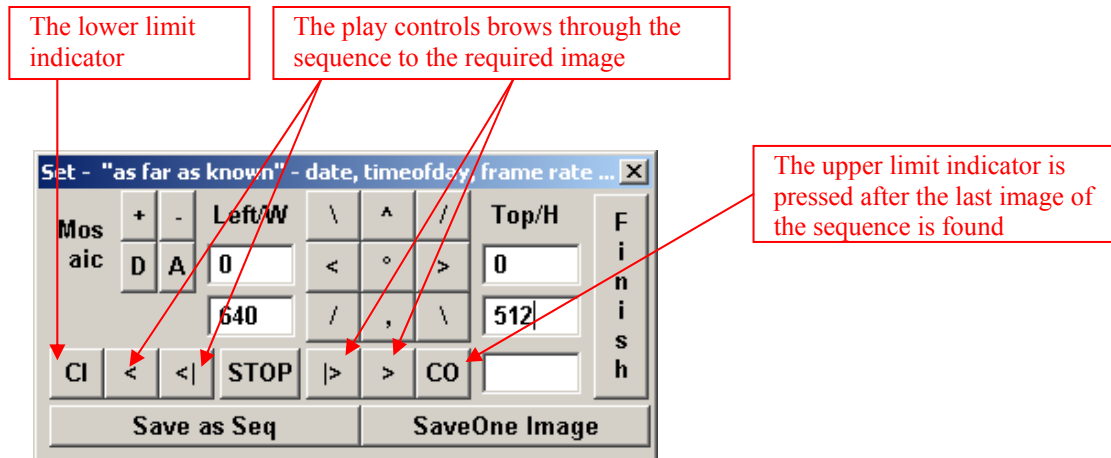 The lower limit
indicator
The play controls brows through the
sequence to the required image
The upper limit indicator is
pressed after the last image of
the sequence is found
Set - "as far as known" - date, timeofday, frame rate ...
Mos
aic
+ - Left/W \ ^ / Top/H
D A 0 < ° > 0
640 / , \ 512
CI < <| STOP |> > CO
Finish
Save as Seq SaveOne Image